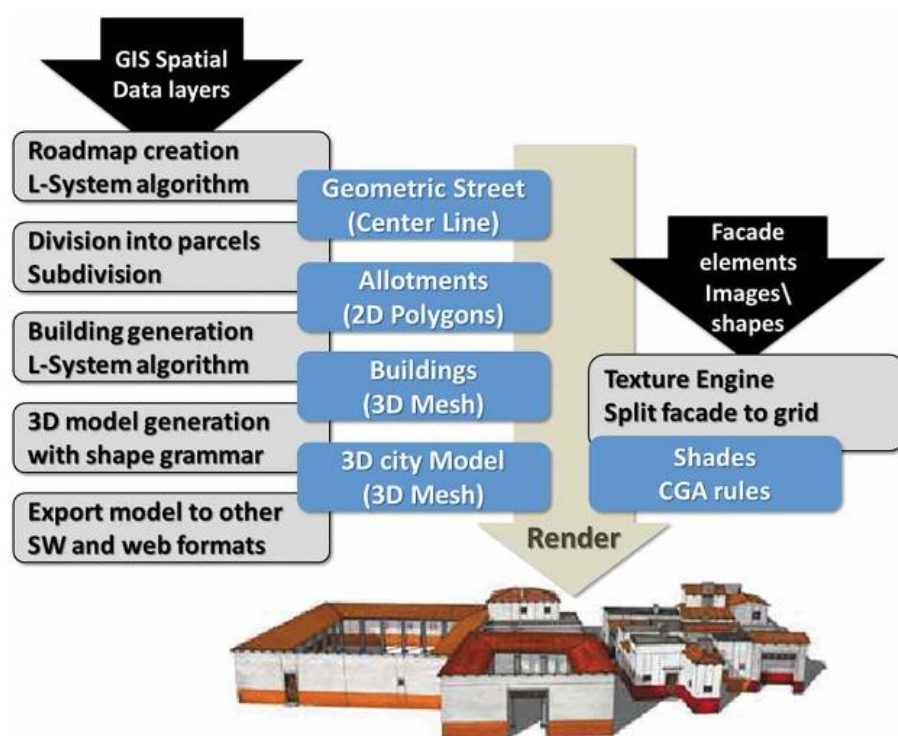 GIS Spatial
Data layers
Roadmap creation
L-System algorithm
Geometric Street
(Center Line)
Division into parcels
Subdivision
Allotments
(2D Polygons)
Building generation
L-System algorithm
Buildings
(3D Mesh)
3D model generation
with shape grammar
3D city Model
(3D Mesh)
Export model to other
SW and web formats
Facade
elements
Images\
shapes
Texture Engine
Split facade to grid
Shades
CGA rules
Render